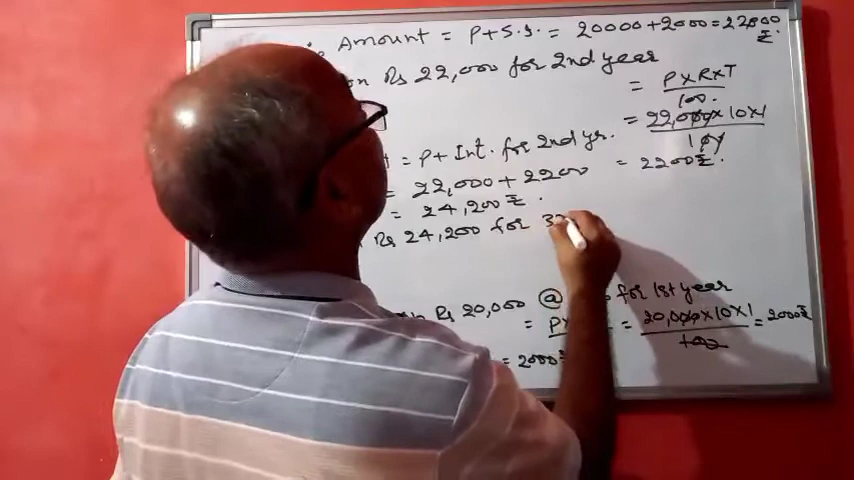 Amount = P+S.I. = 20000+2000=22000 ₹.
on Rs 22,000 for 2nd year
= P×R×T
100.
= 22,000×10×1
100
= 2200₹.
= P+ Int. for 2nd yr.
= 22,000+2200
= 24,200₹.
Rs 24,200 for
Rs 20,000 @ for 1st year
= = 20,000×10×1 = 2000₹
100
= 2000₹